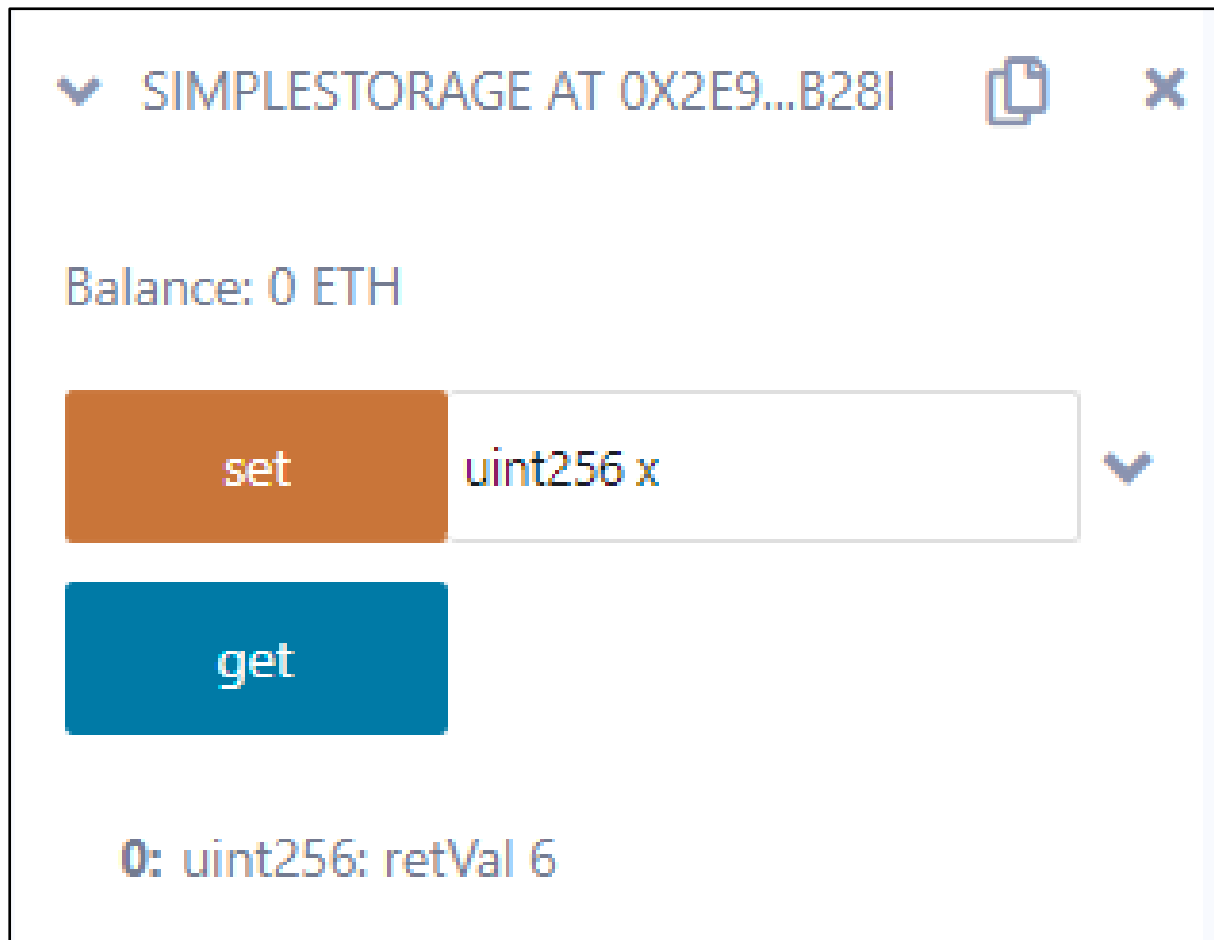 SIMPLESTORAGE AT 0X2E9...B28I
Balance: 0 ETH
set uint256 x
get
0: uint256: retVal 6